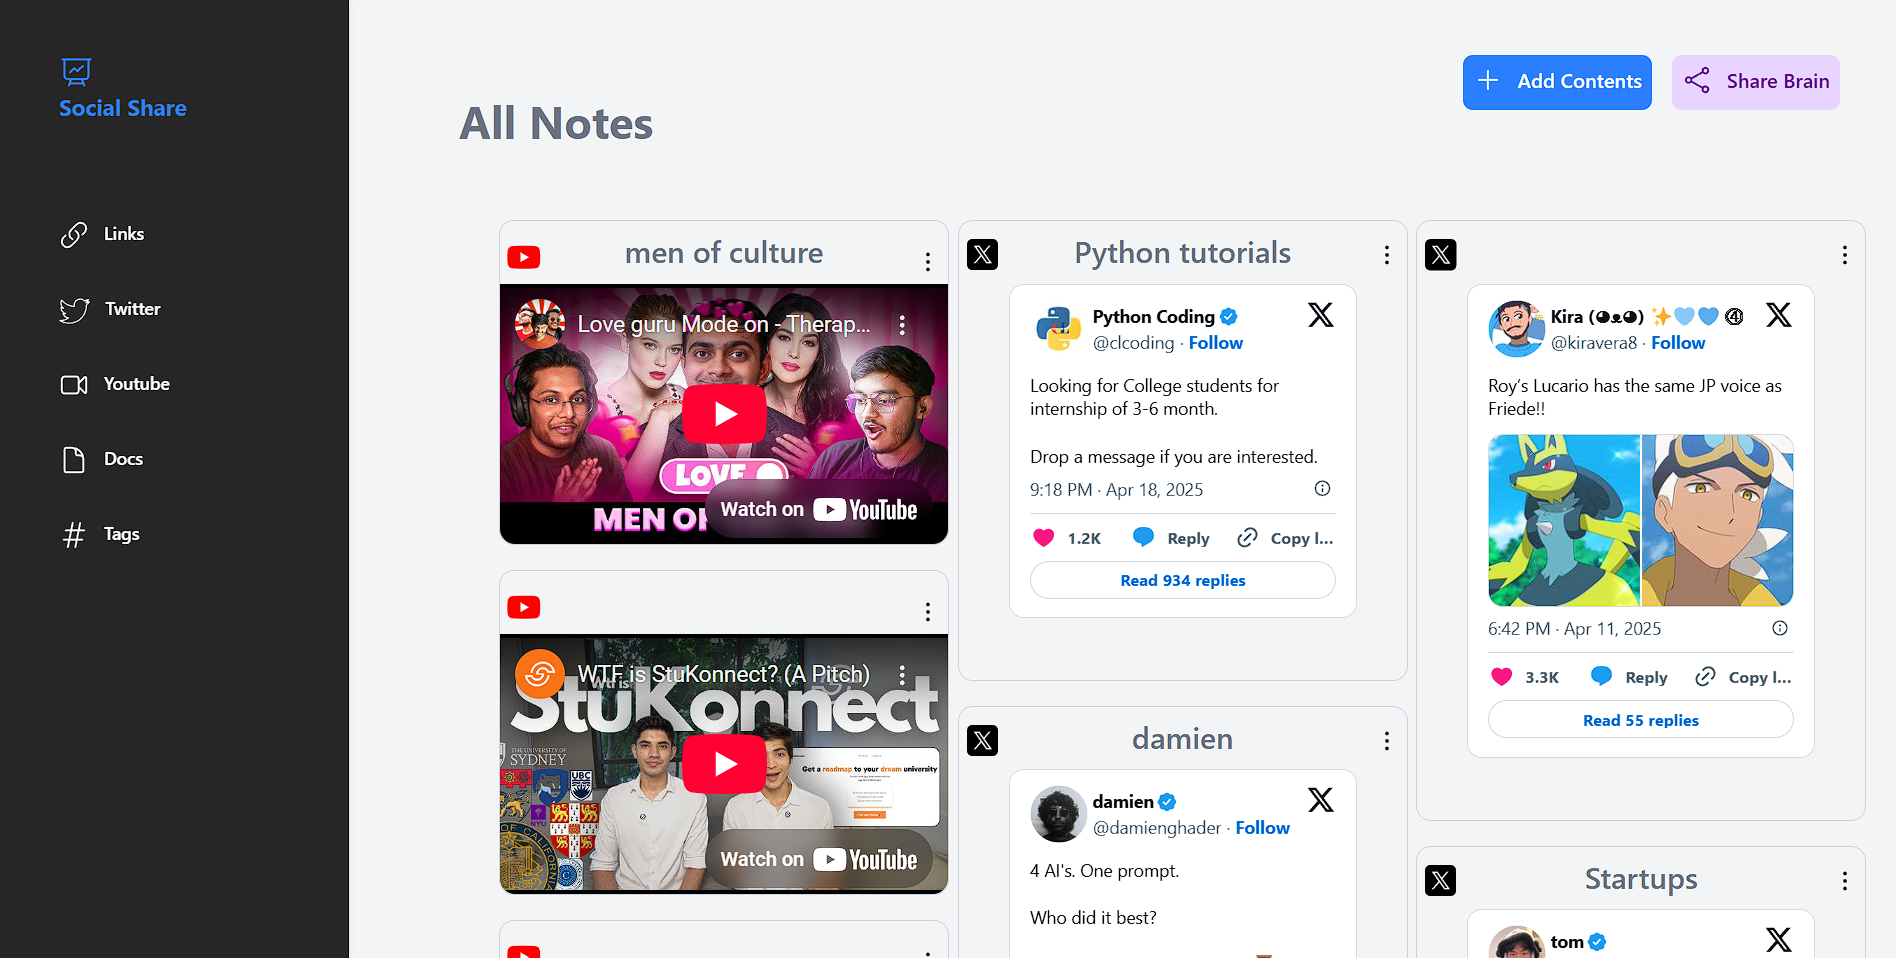 Social Share
Links
Twitter
Youtube
Docs
Tags
All Notes
Add Contents
Share Brain
men of culture
Love guru Mode on - Therap...
LOVE
MEN OF
Watch on YouTube
WTF is StuKonnect? (A Pitch)
Wtf is
StuKonnect
THE UNIVERSITY OF
SYDNEY
UBC
NYU
Get a roadmap to your dream university
Watch on YouTube
Python tutorials
Python Coding
@clcoding · Follow
Looking for College students for
internship of 3-6 month.
Drop a message if you are interested.
9:18 PM · Apr 18, 2025
1.2K Reply Copy l...
Read 934 replies
damien
damien
@damienghader · Follow
4 AI's. One prompt.
Who did it best?
Kira (◕ᴥ◕) ✨🩵💙 ④
@kiravera8 · Follow
Roy’s Lucario has the same JP voice as
Friede!!
6:42 PM · Apr 11, 2025
3.3K Reply Copy l...
Read 55 replies
Startups
tom